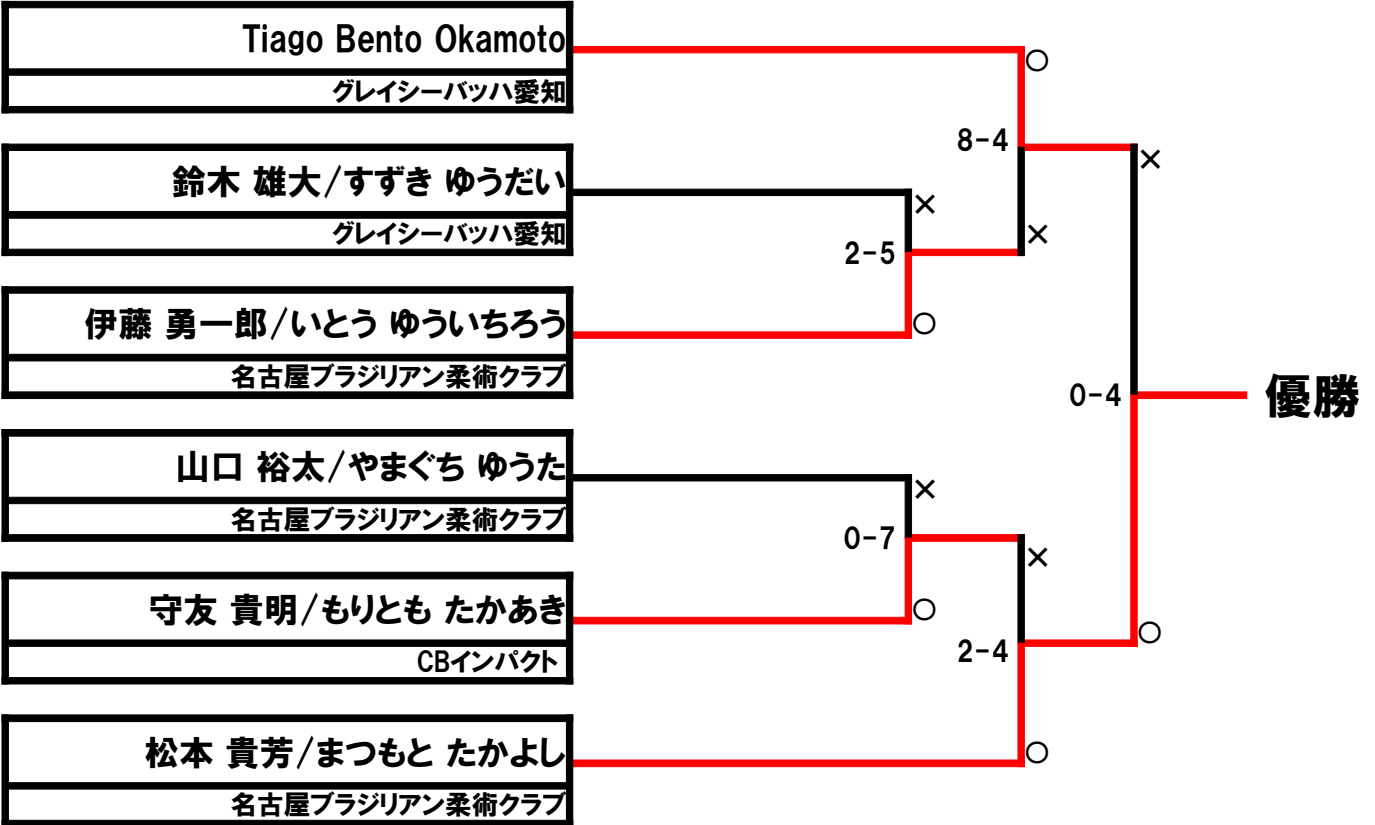 Tiago Bento Okamoto
グレイシーバッハ愛知
鈴木 雄大/すずき ゆうだい
グレイシーバッハ愛知
伊藤 勇一郎/いとう ゆういちろう
名古屋ブラジリアン柔術クラブ
山口 裕太/やまぐち ゆうた
名古屋ブラジリアン柔術クラブ
守友 貴明/もりとも たかあき
CBインパクト
松本 貴芳/まつもと たかよし
名古屋ブラジリアン柔術クラブ
×
2-5
○
×
0-7
○
○
8-4
×
×
2-4
○
×
0-4
○
優勝